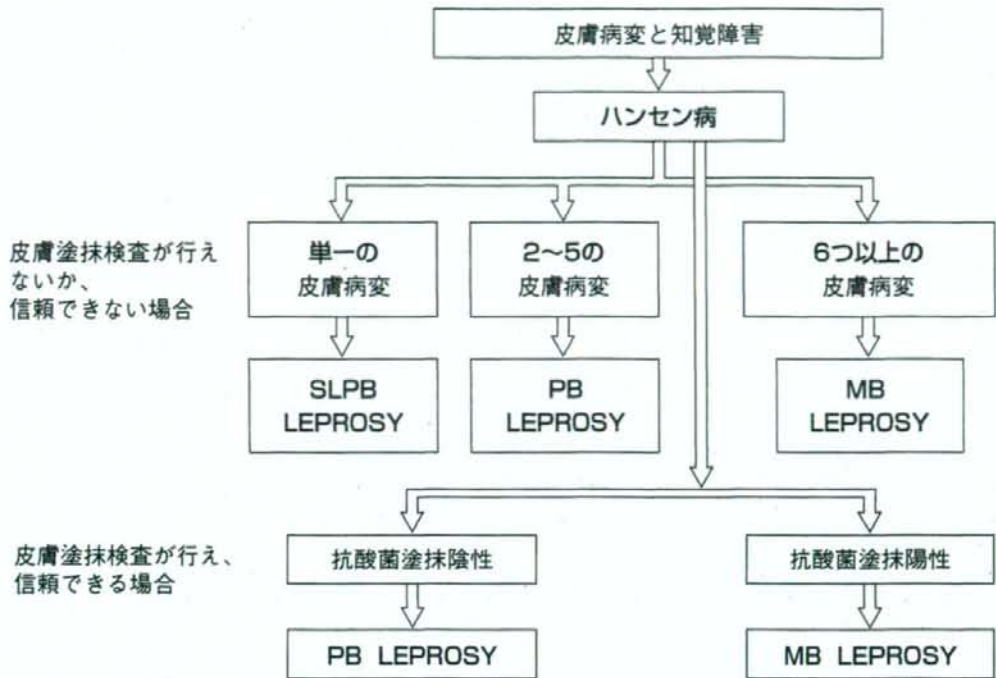 皮膚病変と知覚障害
ハンセン病
皮膚塗抹検査が行え
ないか、
信頼できない場合
単一の
皮膚病変
2〜5の
皮膚病変
6つ以上の
皮膚病変
SLPB
LEPROSY
PB
LEPROSY
MB
LEPROSY
皮膚塗抹検査が行え、
信頼できる場合
抗酸菌塗抹陰性
抗酸菌塗抹陽性
PB LEPROSY
MB LEPROSY